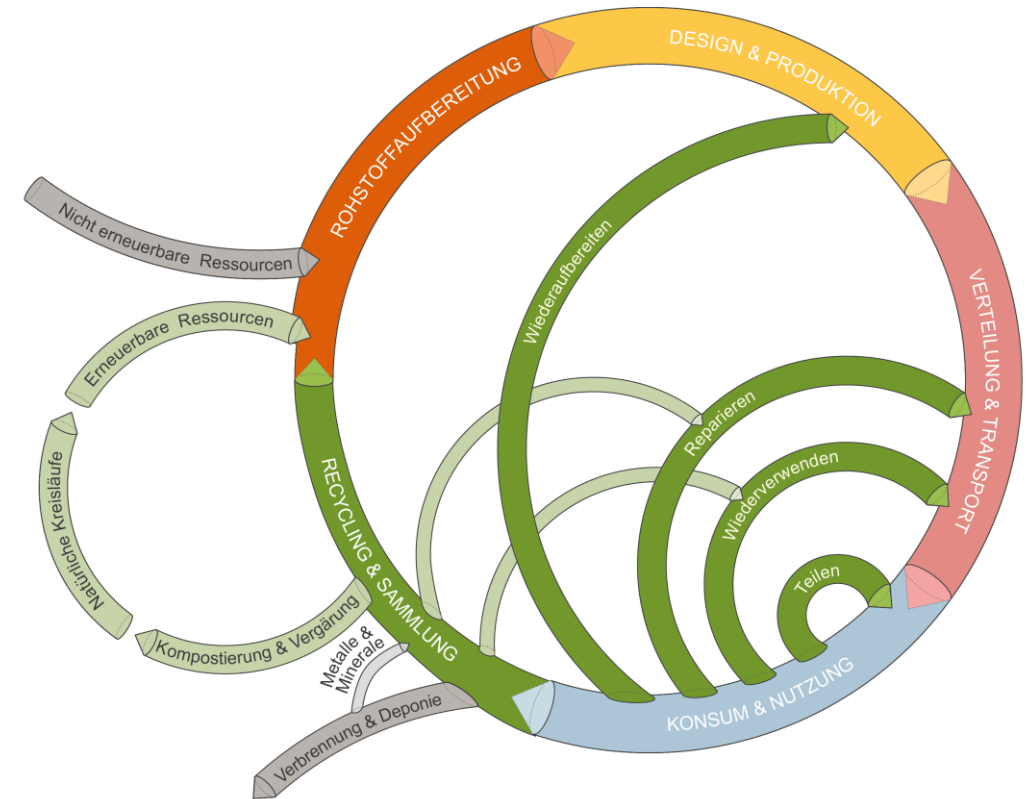 DESIGN & PRODUKTION
ROHSTOFFAUFBEREITUNG
Nicht erneuerbare Ressourcen
Wiederaufbereiten
VERTEILUNG & TRANSPORT
Erneuerbare Ressourcen
Reparieren
Natürliche Kreisläufe
Wiederverwenden
RECYCLING & SAMMLUNG
Teilen
Kompostierung & Vergärung
Metalle &
Minerale
KONSUM & NUTZUNG
Verbrennung & Deponie